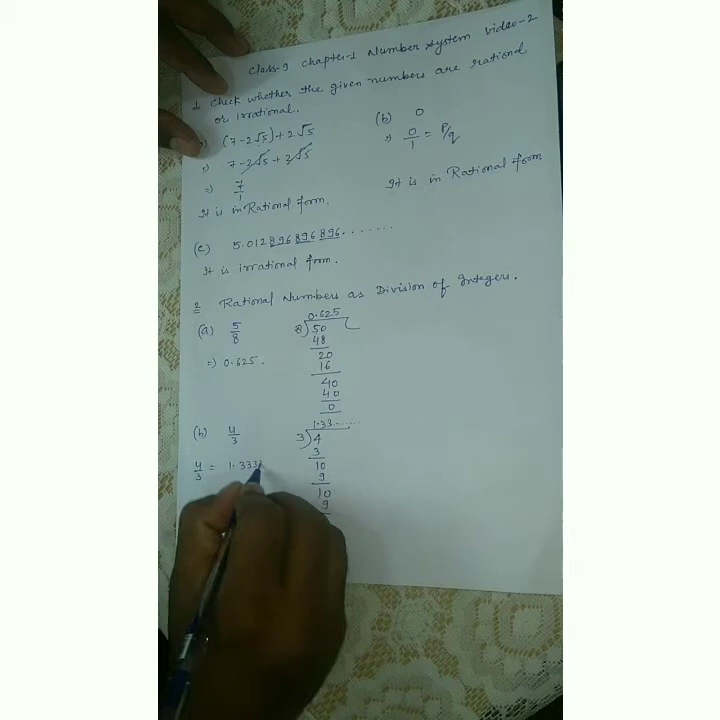 Class-9 Chapter-1 Number System Video-2
1 Check whether the given numbers are rational
or irrational.
(7-2√5)+2√5
7-2√5+2√5
=) 7/1
It is in Rational form.
(b) 0
=) 0/1 = P/q
It is in Rational form
(c) 5.012896896896.......
It is irrational form.
2 Rational Numbers as Division of Integers.
(a) 5/8
=) 0.625.
0.625
8)50
48
20
16
40
40
0
(b) 4/3
4/3 = 1.333
1.33.....
3)4
3
10
9
10
9